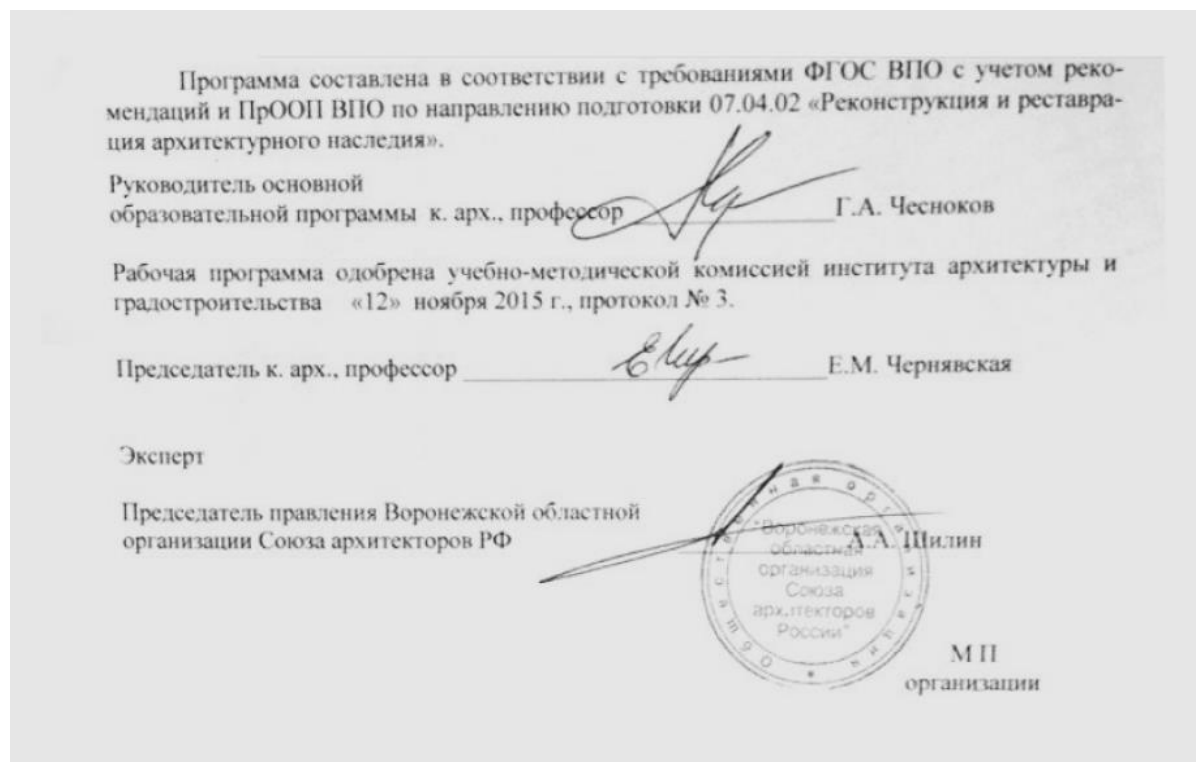 Программа составлена в соответствии с требованиями ФГОС ВПО с учетом реко-
мендаций и ПрООП ВПО по направлению подготовки 07.04.02 «Реконструкция и реставра-
ция архитектурного наследия».
Руководитель основной
образовательной программы к. арх., профессор Г.А. Чесноков
Рабочая программа одобрена учебно-методической комиссией института архитектуры и
градостроительства «12» ноября 2015 г., протокол № 3.
Председатель к. арх., профессор Е.М. Чернявская
Эксперт
Председатель правления Воронежской областной
организации Союза архитекторов РФ А.А. Шилин
Общественная организация
"Воронежская
областная
организация
Союза
архитекторов
России"
М П
организации